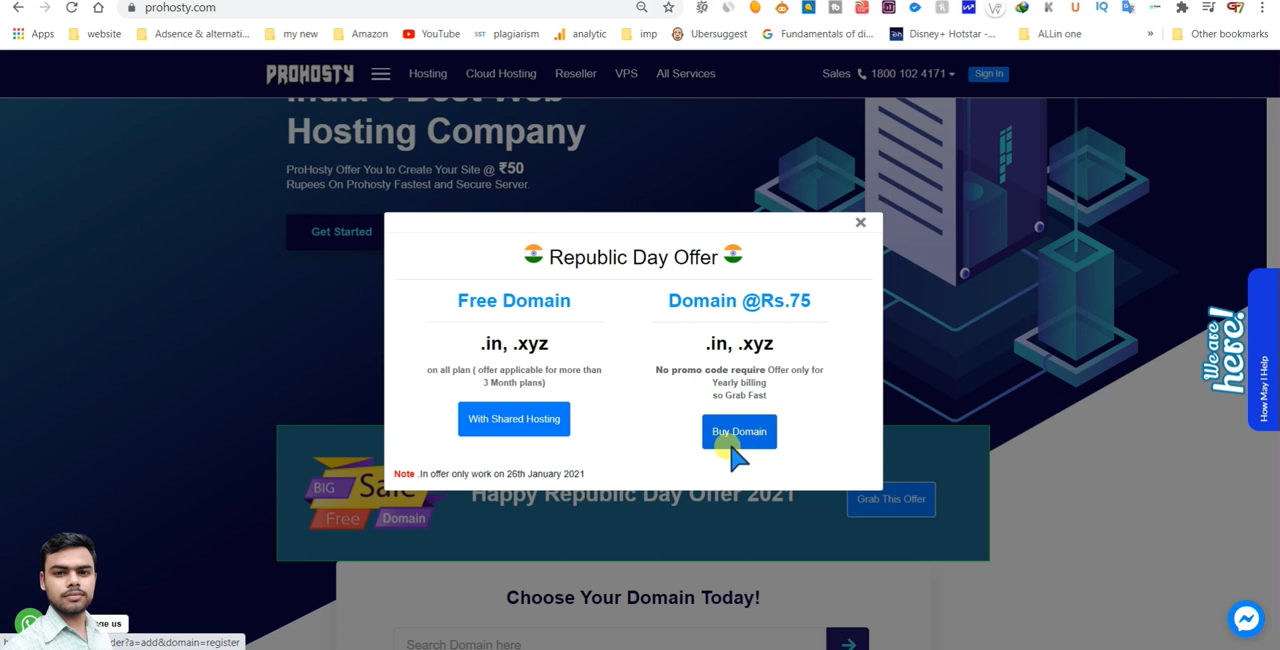 prohosty.com
Apps
website
Adsence & alternati...
my new
Amazon
YouTube
SST plagiarism
analytic
imp
Ubersuggest
Fundamentals of di...
Disney+ Hotstar -...
ALLin one
»
Other bookmarks
PROHOSTY
Hosting
Cloud Hosting
Reseller
VPS
All Services
Sales 1800 102 4171
Sign In
India's Best Web
Hosting Company
ProHosty Offer You to Create Your Site @ ₹50
Rupees On Prohosty Fastest and Secure Server.
Get Started
Republic Day Offer
Free Domain
.in, .xyz
on all plan ( offer applicable for more than
3 Month plans)
With Shared Hosting
Domain @Rs.75
.in, .xyz
No promo code require Offer only for
Yearly billing
so Grab Fast
Buy Domain
Note .In offer only work on 26th January 2021
We are here!
How May I Help
BIG
Sale
Free
Domain
Happy Republic Day Offer 2021
Grab This Offer
Choose Your Domain Today!
Search Domain here
us
der?a=add&domain=register